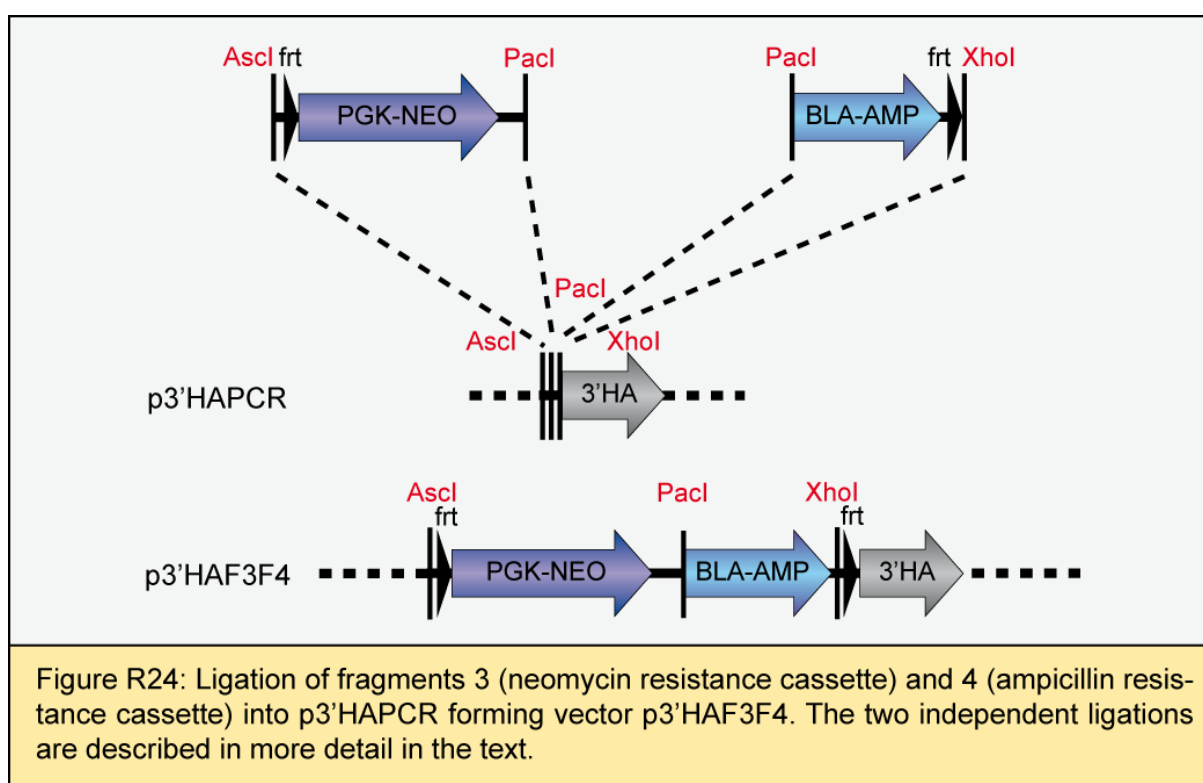 AscI frt PacI PacI frt XhoI
PGK-NEO BLA-AMP
PacI
AscI XhoI
p3'HAPCR 3'HA
AscI PacI XhoI
frt frt
p3'HAF3F4 PGK-NEO BLA-AMP 3'HA
Figure R24: Ligation of fragments 3 (neomycin resistance cassette) and 4 (ampicillin resis-
tance cassette) into p3'HAPCR forming vector p3'HAF3F4. The two independent ligations
are described in more detail in the text.